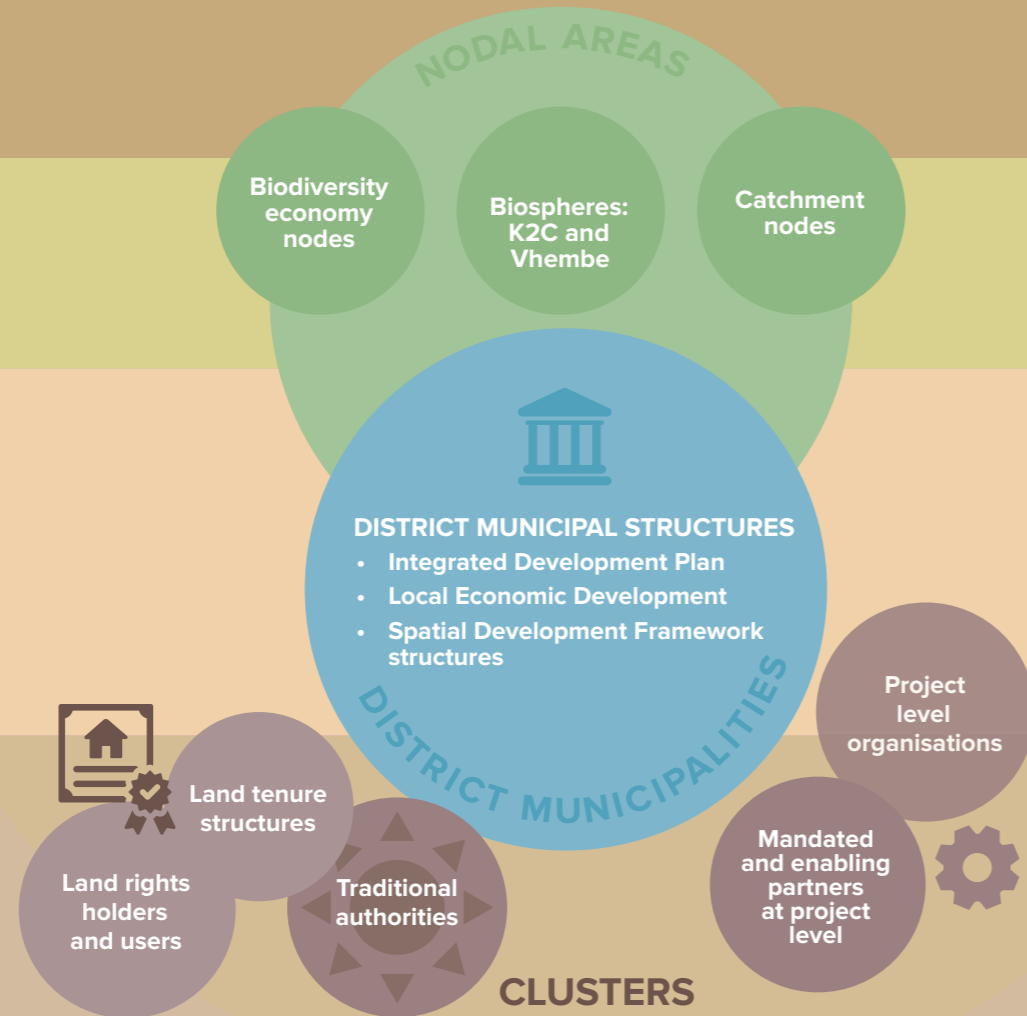 NODAL AREAS
Biodiversity
economy
nodes
Biospheres:
K2C and
Vhembe
Catchment
nodes
DISTRICT MUNICIPAL STRUCTURES
• Integrated Development Plan
• Local Economic Development
• Spatial Development Framework
structures
DISTRICT MUNICIPALITIES
Project
level
organisations
Land tenure
structures
Land rights
holders
and users
Traditional
authorities
Mandated
and enabling
partners
at project
level
CLUSTERS